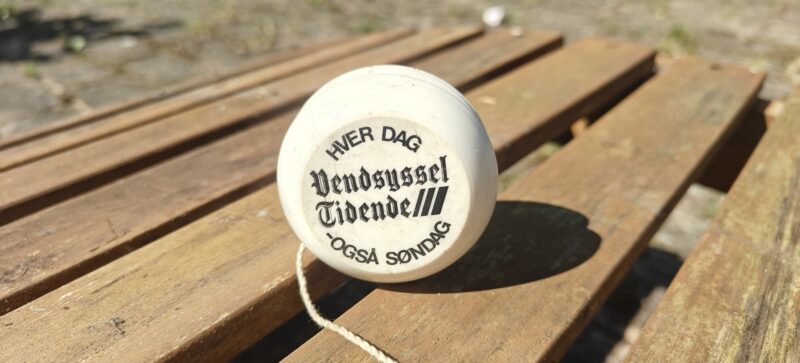 HVER DAG
Vendsyssel
Tidende
-OGSÅ SØNDAG